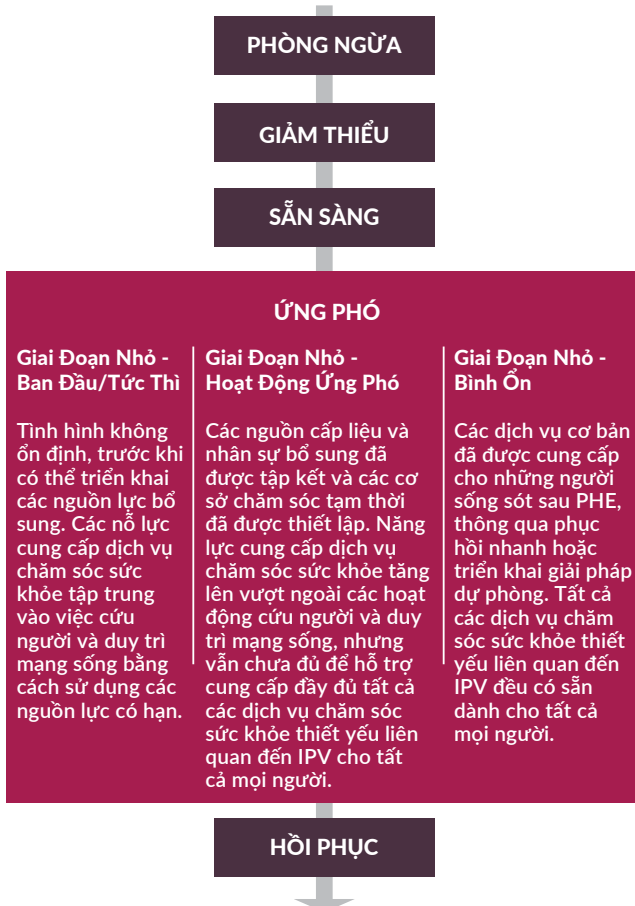 PHÒNG NGỪA
GIẢM THIỂU
SẴN SÀNG
ỨNG PHÓ
Giai Đoạn Nhỏ -
Ban Đầu/Tức Thì
Tình hình không
ổn định, trước khi
có thể triển khai
các nguồn lực bổ
sung. Các nỗ lực
cung cấp dịch vụ
chăm sóc sức
khỏe tập trung
vào việc cứu
người và duy trì
mạng sống bằng
cách sử dụng các
nguồn lực có hạn.
Giai Đoạn Nhỏ -
Hoạt Động Ứng Phó
Các nguồn cấp liệu và
nhân sự bổ sung đã
được tập kết và các cơ
sở chăm sóc tạm thời
đã được thiết lập. Năng
lực cung cấp dịch vụ
chăm sóc sức khỏe tăng
lên vượt ngoài các hoạt
động cứu người và duy
trì mạng sống, nhưng
vẫn chưa đủ để hỗ trợ
cung cấp đầy đủ tất cả
các dịch vụ chăm sóc
sức khỏe thiết yếu liên
quan đến IPV cho tất
cả mọi người.
Giai Đoạn Nhỏ -
Bình Ổn
Các dịch vụ cơ bản
đã được cung cấp
cho những người
sống sót sau PHE,
thông qua phục
hồi nhanh hoặc
triển khai giải pháp
dự phòng. Tất cả
các dịch vụ chăm
sóc sức khỏe thiết
yếu liên quan đến
IPV đều có sẵn
dành cho tất cả
mọi người.
HỒI PHỤC